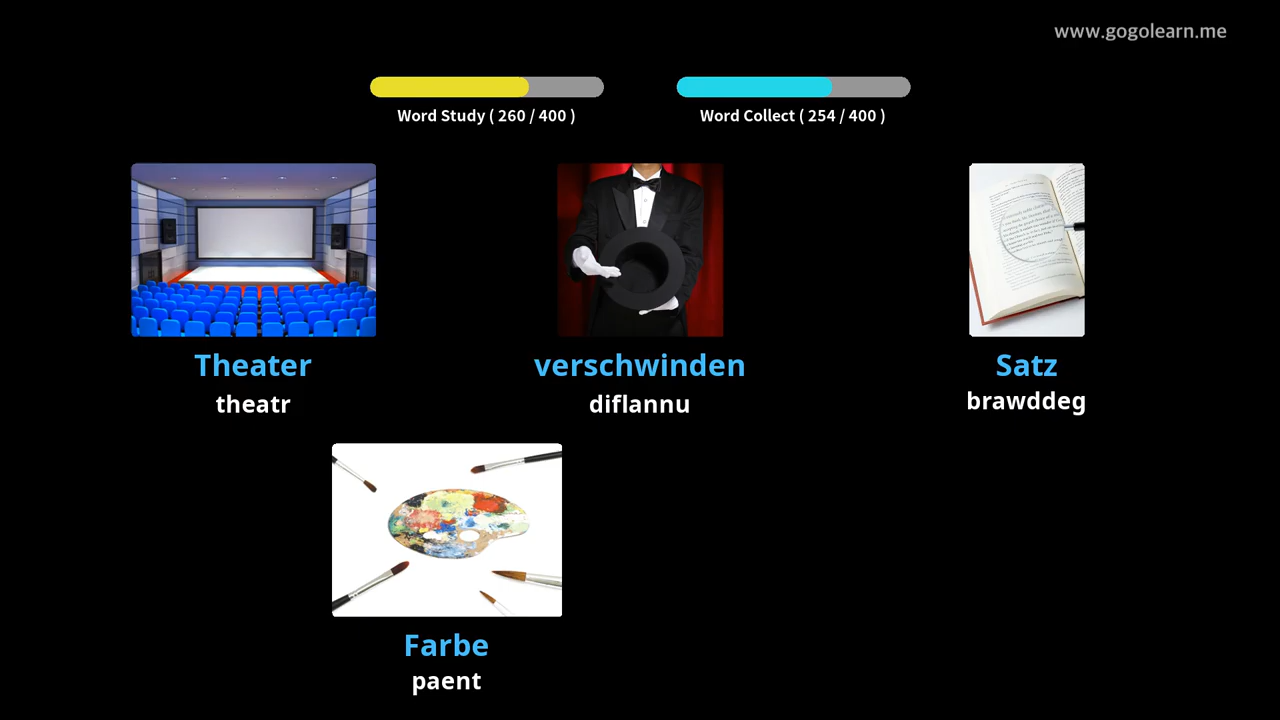 www.gogolearn.me
Word Study ( 260 / 400 )
Word Collect ( 254 / 400 )
Theater
theatr
verschwinden
diflannu
Satz
brawddeg
Farbe
paent